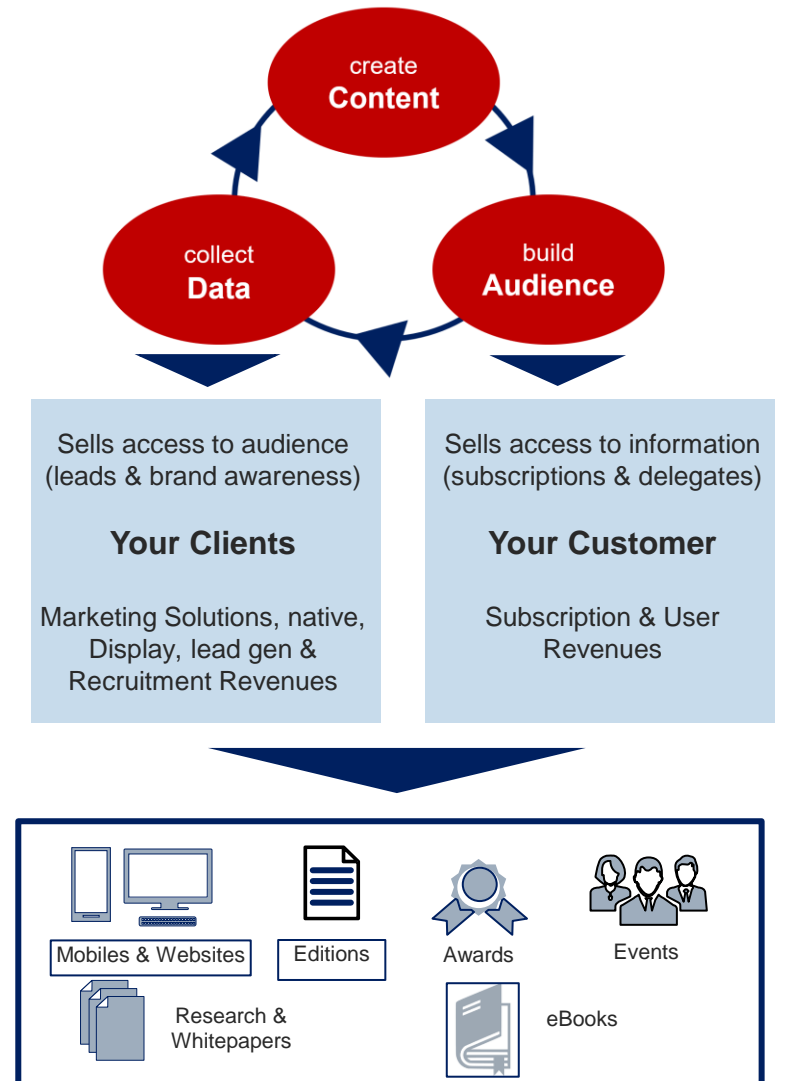 create
Content
collect
Data
build
Audience
Sells access to audience
(leads & brand awareness)
Your Clients
Marketing Solutions, native,
Display, lead gen &
Recruitment Revenues
Sells access to information
(subscriptions & delegates)
Your Customer
Subscription & User
Revenues
Mobiles & Websites
Editions
Awards
Events
Research &
Whitepapers
eBooks